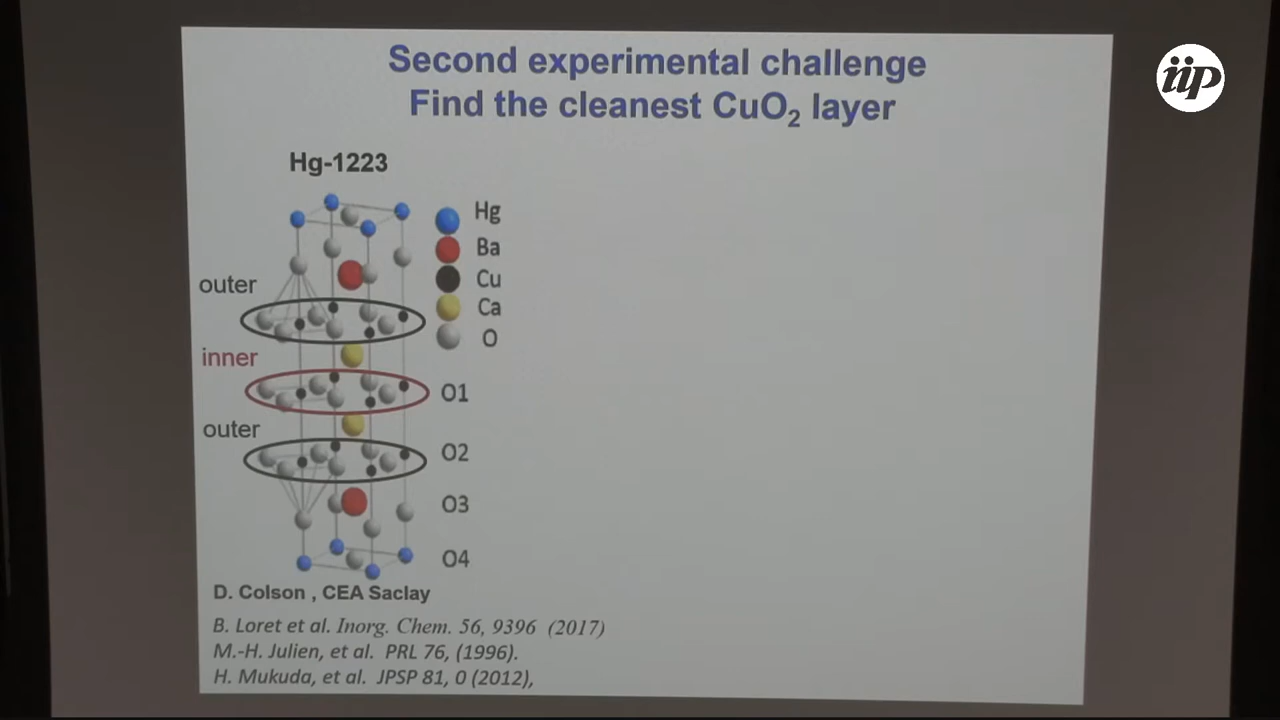 Second experimental challenge
Find the cleanest CuO₂ layer
iip
Hg-1223
Hg
Ba
Cu
Ca
O
outer
inner
outer
O1
O2
O3
O4
D. Colson , CEA Saclay
B. Loret et al. Inorg. Chem. 56, 9396 (2017)
M.-H. Julien, et al. PRL 76, (1996).
H. Mukuda, et al. JPSP 81, 0 (2012),